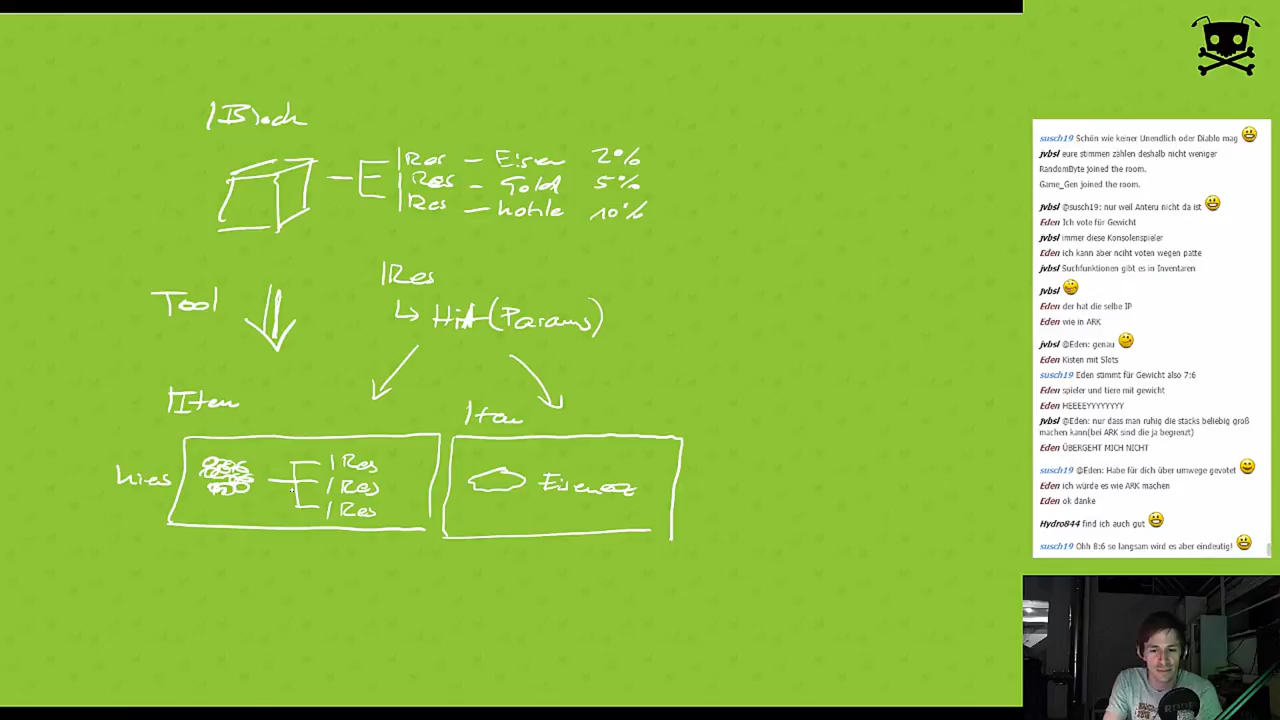 IBlock
IRes – Eisen 2%
IRes – Gold 5%
IRes – Kohle 10%
IRes
Tool
↳ Hit(Params)
IItem
Item
Kies
IRes
IRes
IRes
Eisenerz
susch19 Schön wie keiner Unendlich oder Diablo mag
jvbsl eure stimmen zählen deshalb nicht weniger
RandomByte joined the room.
Game_Gen joined the room.
jvbsl @susch19: nur weil Anteru nicht da ist
Eden Ich vote für Gewicht
jvbsl immer diese Konsolenspieler
Eden ich kann aber nciht voten wegen patte
jvbsl Suchfunktionen gibt es in Inventaren
jvbsl
Eden der hat die selbe IP
Eden wie in ARK
jvbsl @Eden: genau
Eden Kisten mit Slots
susch19 Eden stimmt für Gewicht also 7:6
Eden spieler und tiere mit gewicht
Eden HEEEEYYYYYYYY
jvbsl @Eden: nur dass man ruhig die stacks beliebig groß
machen kann(bei ARK sind die ja begrenzt)
Eden ÜBERGEHT MICH NICHT
susch19 @Eden: Habe für dich über umwege gevotet
Eden ich würd es wie ARK machen
Eden ok danke
Hydro844 find ich auch gut
susch19 Ohh 8:6 so langsam wird es aber eindeutig!